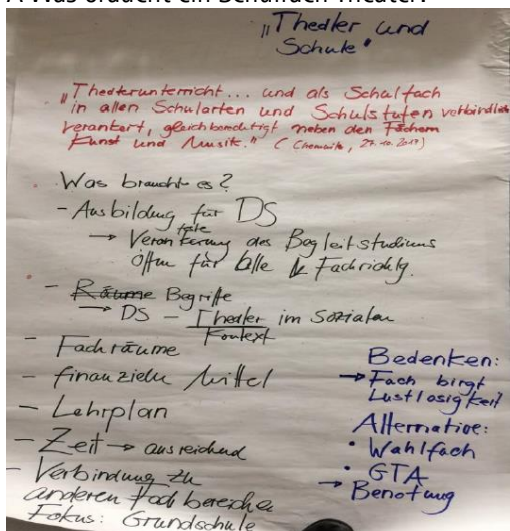 A Was braucht ein Schulfach Theater?
„Theater und
Schule"
„Theaterunterricht... und als Schulfach
in allen Schularten und Schulstufen verbindlich
verankert, gleichberechtigt neben den Fächern
Kunst und Musik." (Chemnitz, 27.10.2017)
Was braucht es?
- Ausbildung für DS
→ Verankerung des Begleitstudiums
öffn für alle Fachrichtg.
- Räume Begriffe
→ DS - Theater im Sozialen
Kontext
- Fachräume
- finanzielle Mittel
- Lehrplan
- Zeit → ausreichend
- Verbindung zu
anderen Fachbereiche
Fokus: Grundschule
Bedenken:
→ Fach birgt
Lustlosigkeit
Alternative:
• Wahlfach
• GTA
→ Benotung